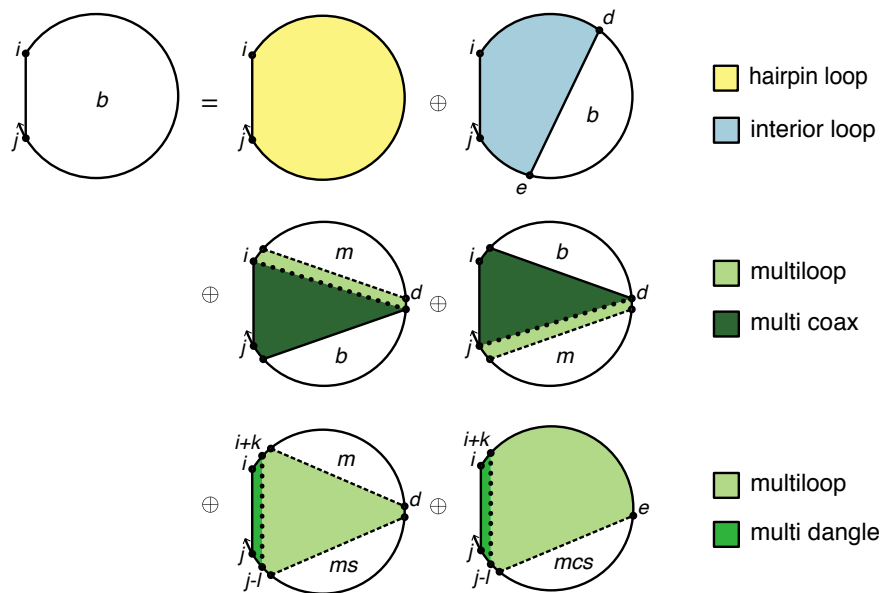 i
b
j
=
i
j
⊕
i
d
b
j
e
hairpin loop
interior loop
⊕
i
m
d
j
b
⊕
i
b
d
j
m
multiloop
multi coax
⊕
i+k
i
m
d
j
j-l
ms
⊕
i+k
i
e
j
j-l
mcs
multiloop
multi dangle